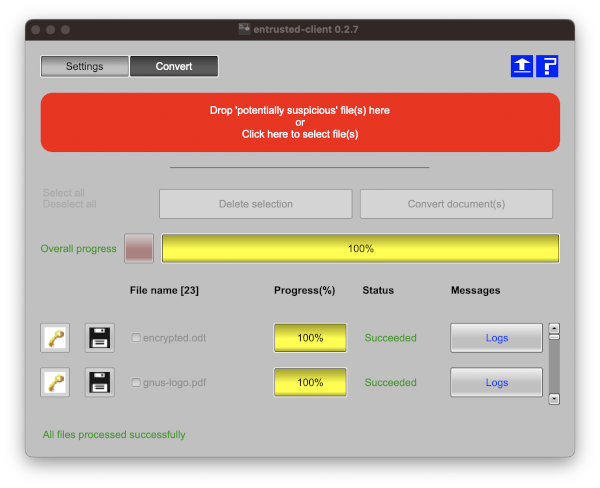 entrusted-client 0.2.7
Settings Convert
Drop 'potentially suspicious' file(s) here
or
Click here to select file(s)
Select all
Deselect all
Delete selection Convert document(s)
Overall progress 100%
File name [23] Progress(%) Status Messages
encrypted.odt 100% Succeeded Logs
gnus-logo.pdf 100% Succeeded Logs
All files processed successfully